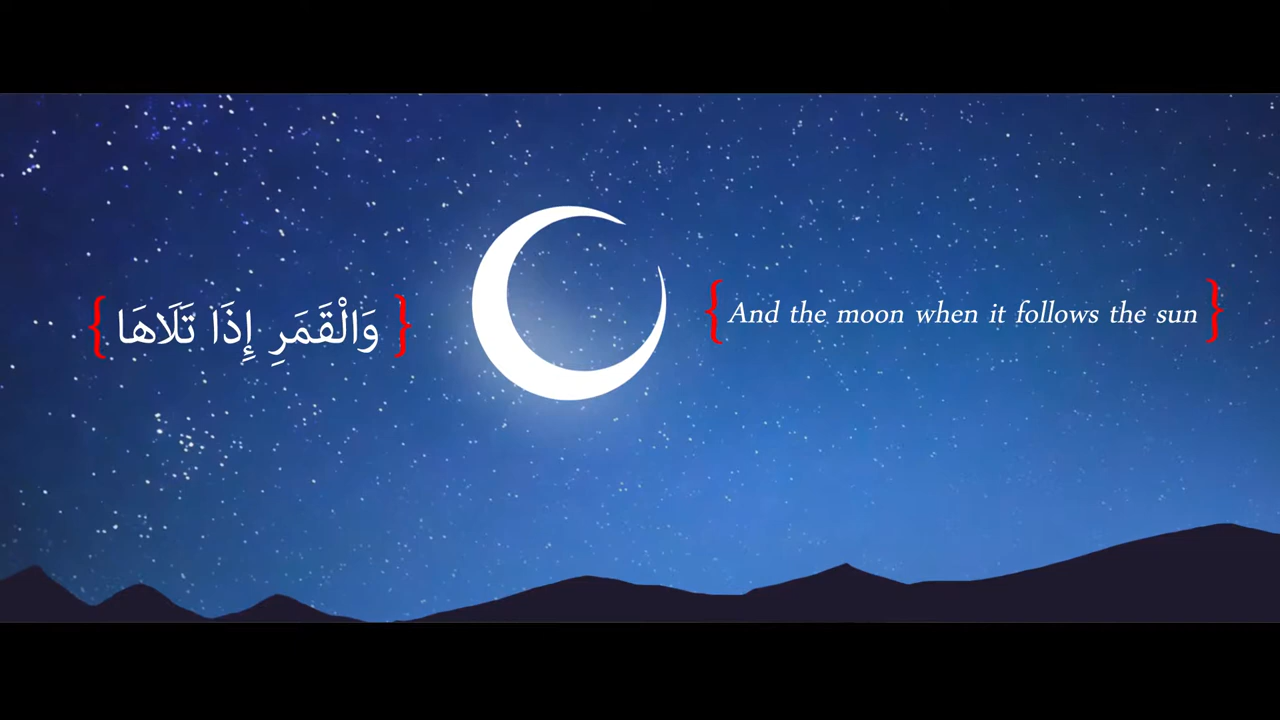 { وَالْقَمَرِ إِذَا تَلَاهَا }
{ And the moon when it follows the sun }